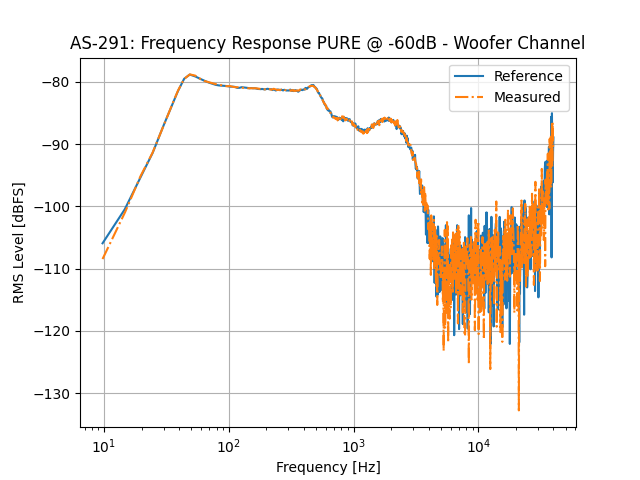 AS-291: Frequency Response PURE @ -60dB - Woofer Channel
Reference
Measured
RMS Level [dBFS]
−80
−90
−100
−110
−120
−130
10¹ 10² 10³ 10⁴
Frequency [Hz]